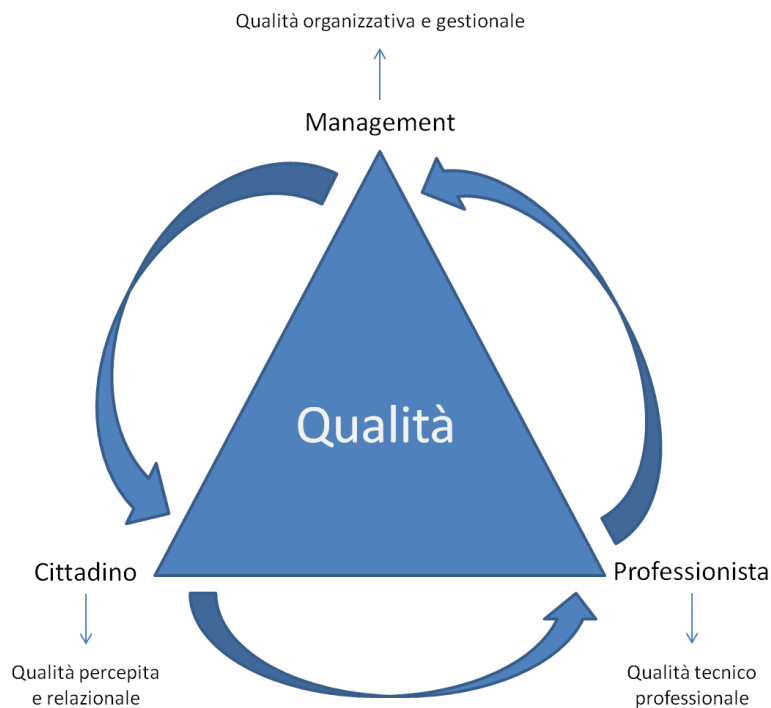 Qualità organizzativa e gestionale
Management
Qualità
Cittadino
Professionista
Qualità percepita
e relazionale
Qualità tecnico
professionale